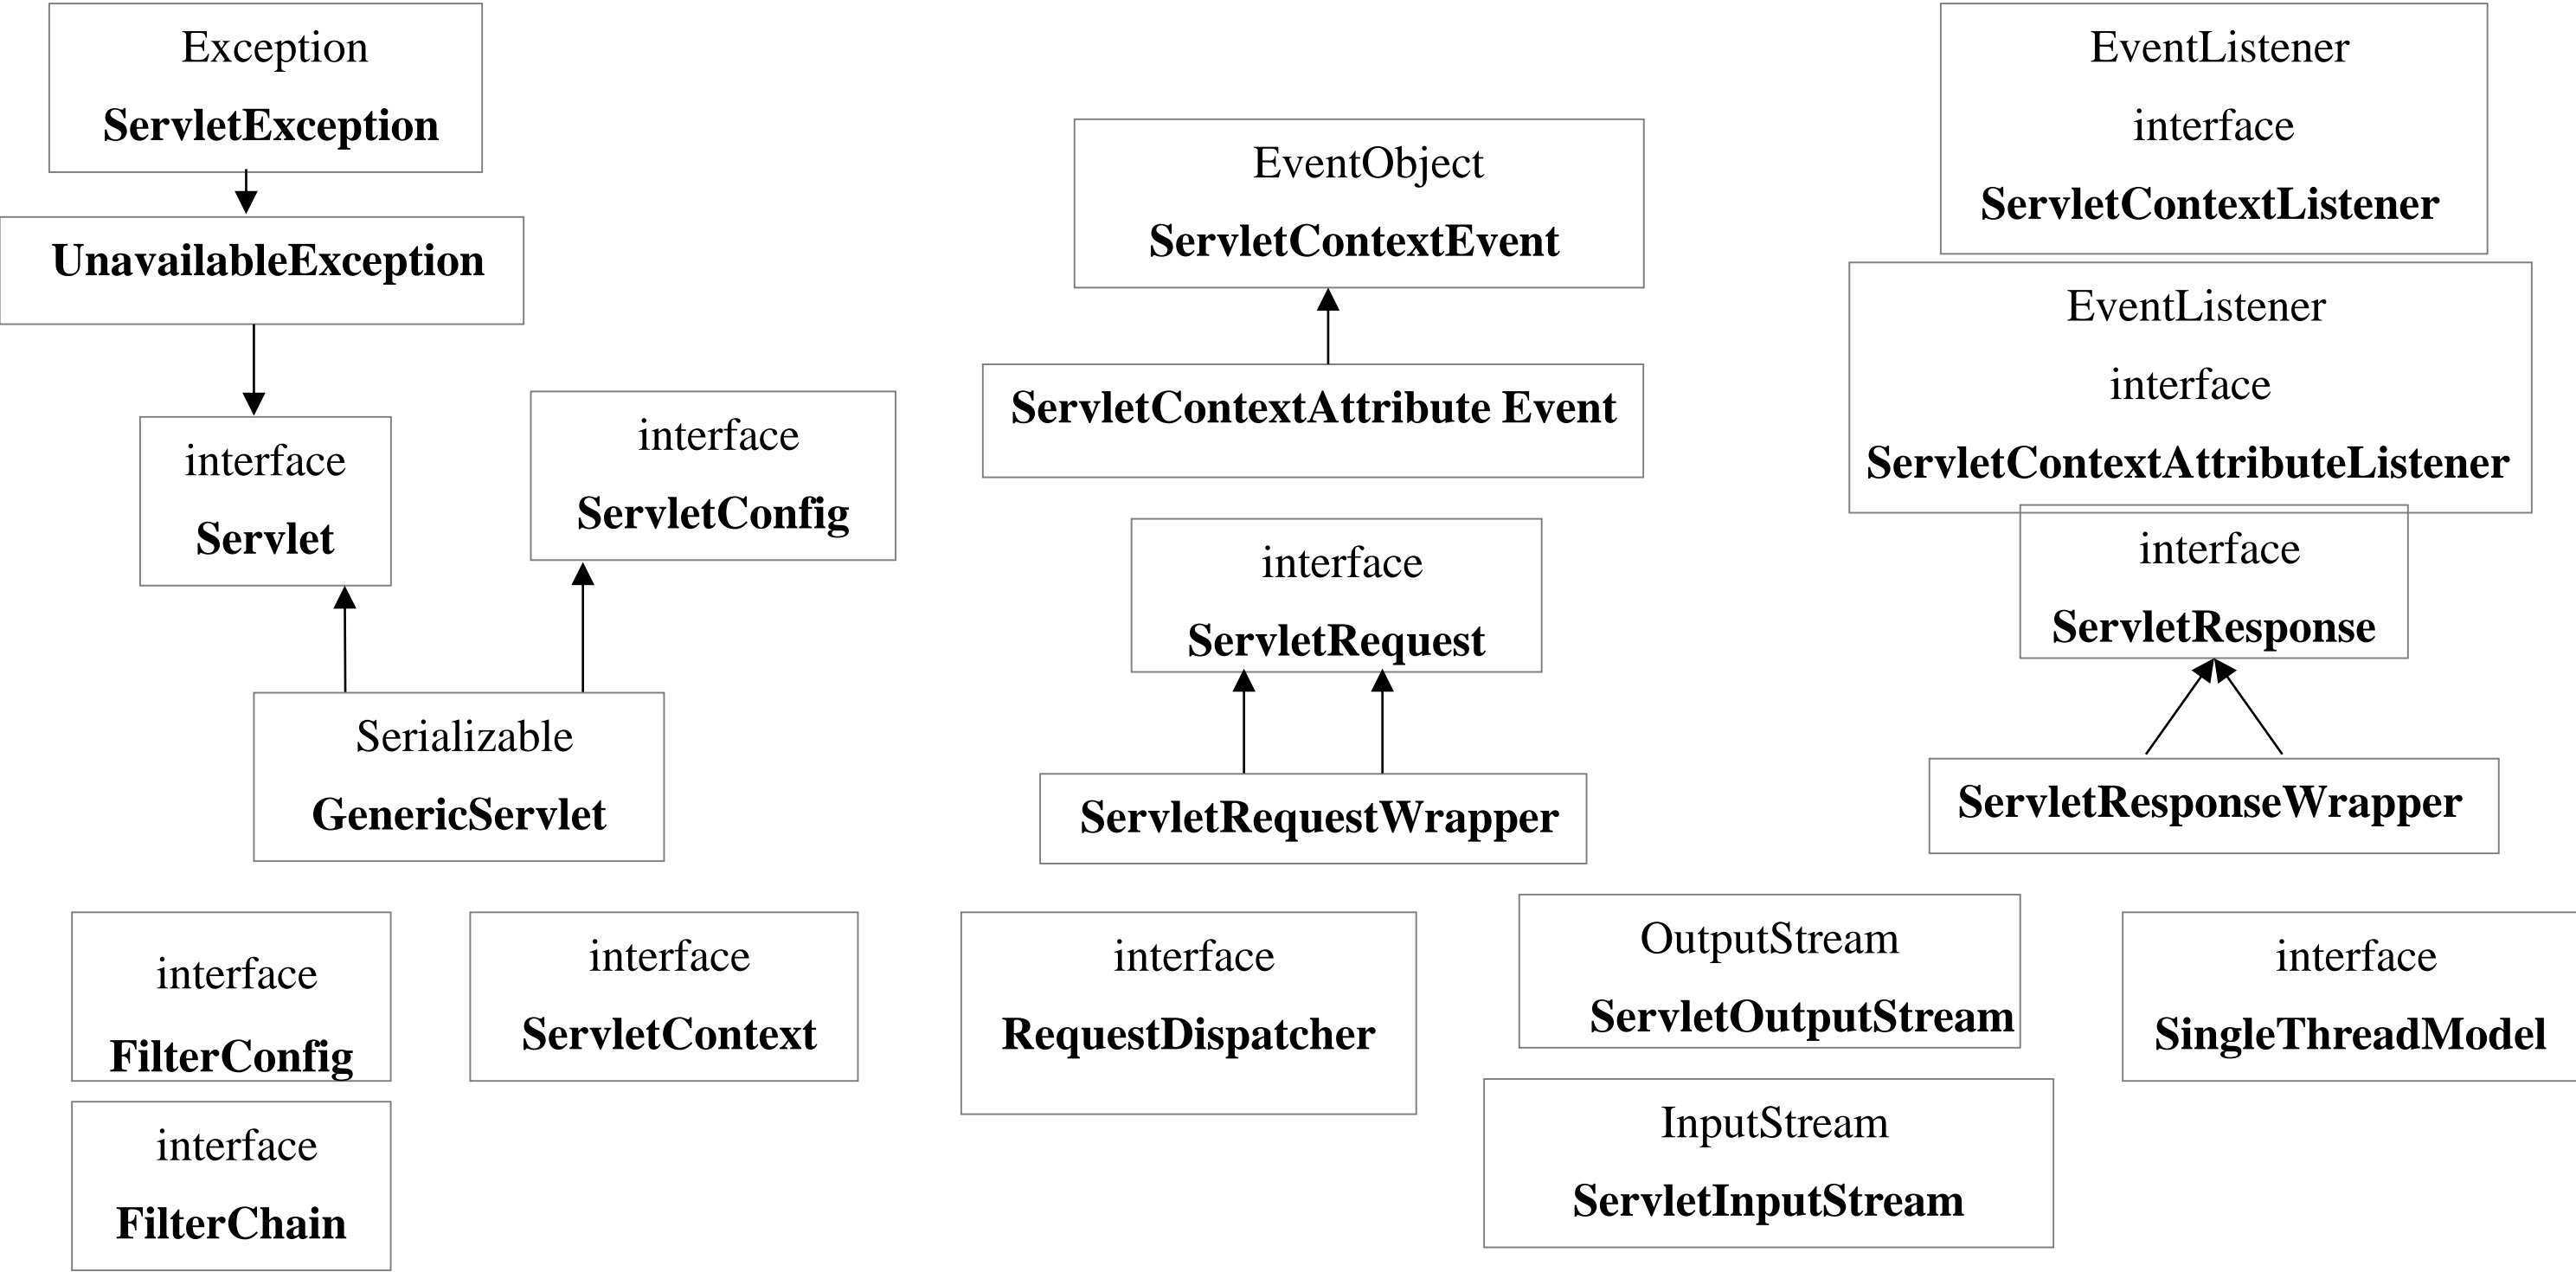 Exception
ServletException
UnavailableException
interface
Servlet
interface
ServletConfig
Serializable
GenericServlet
EventObject
ServletContextEvent
ServletContextAttribute Event
interface
ServletRequest
ServletRequestWrapper
EventListener
interface
ServletContextListener
EventListener
interface
ServletContextAttributeListener
interface
ServletResponse
ServletResponseWrapper
interface
FilterConfig
interface
FilterChain
interface
ServletContext
interface
RequestDispatcher
OutputStream
ServletOutputStream
InputStream
ServletInputStream
interface
SingleThreadModel